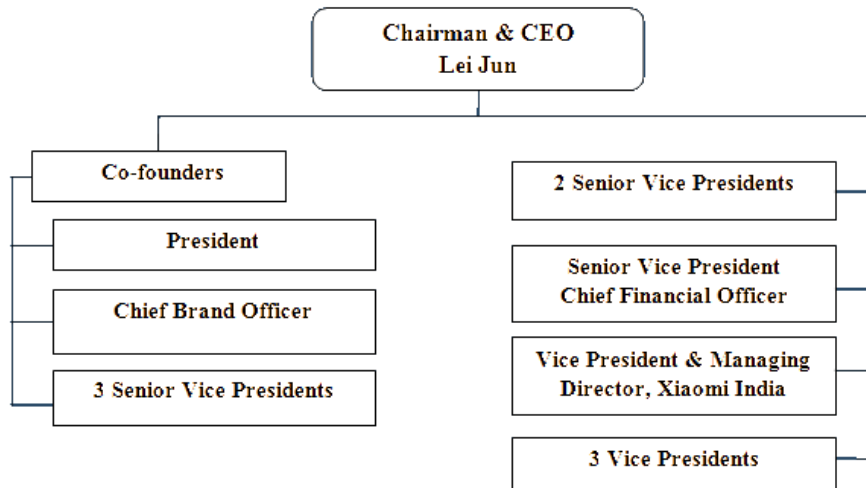 Chairman & CEO
Lei Jun
Co-founders
President
Chief Brand Officer
3 Senior Vice Presidents
2 Senior Vice Presidents
Senior Vice President
Chief Financial Officer
Vice President & Managing
Director, Xiaomi India
3 Vice Presidents